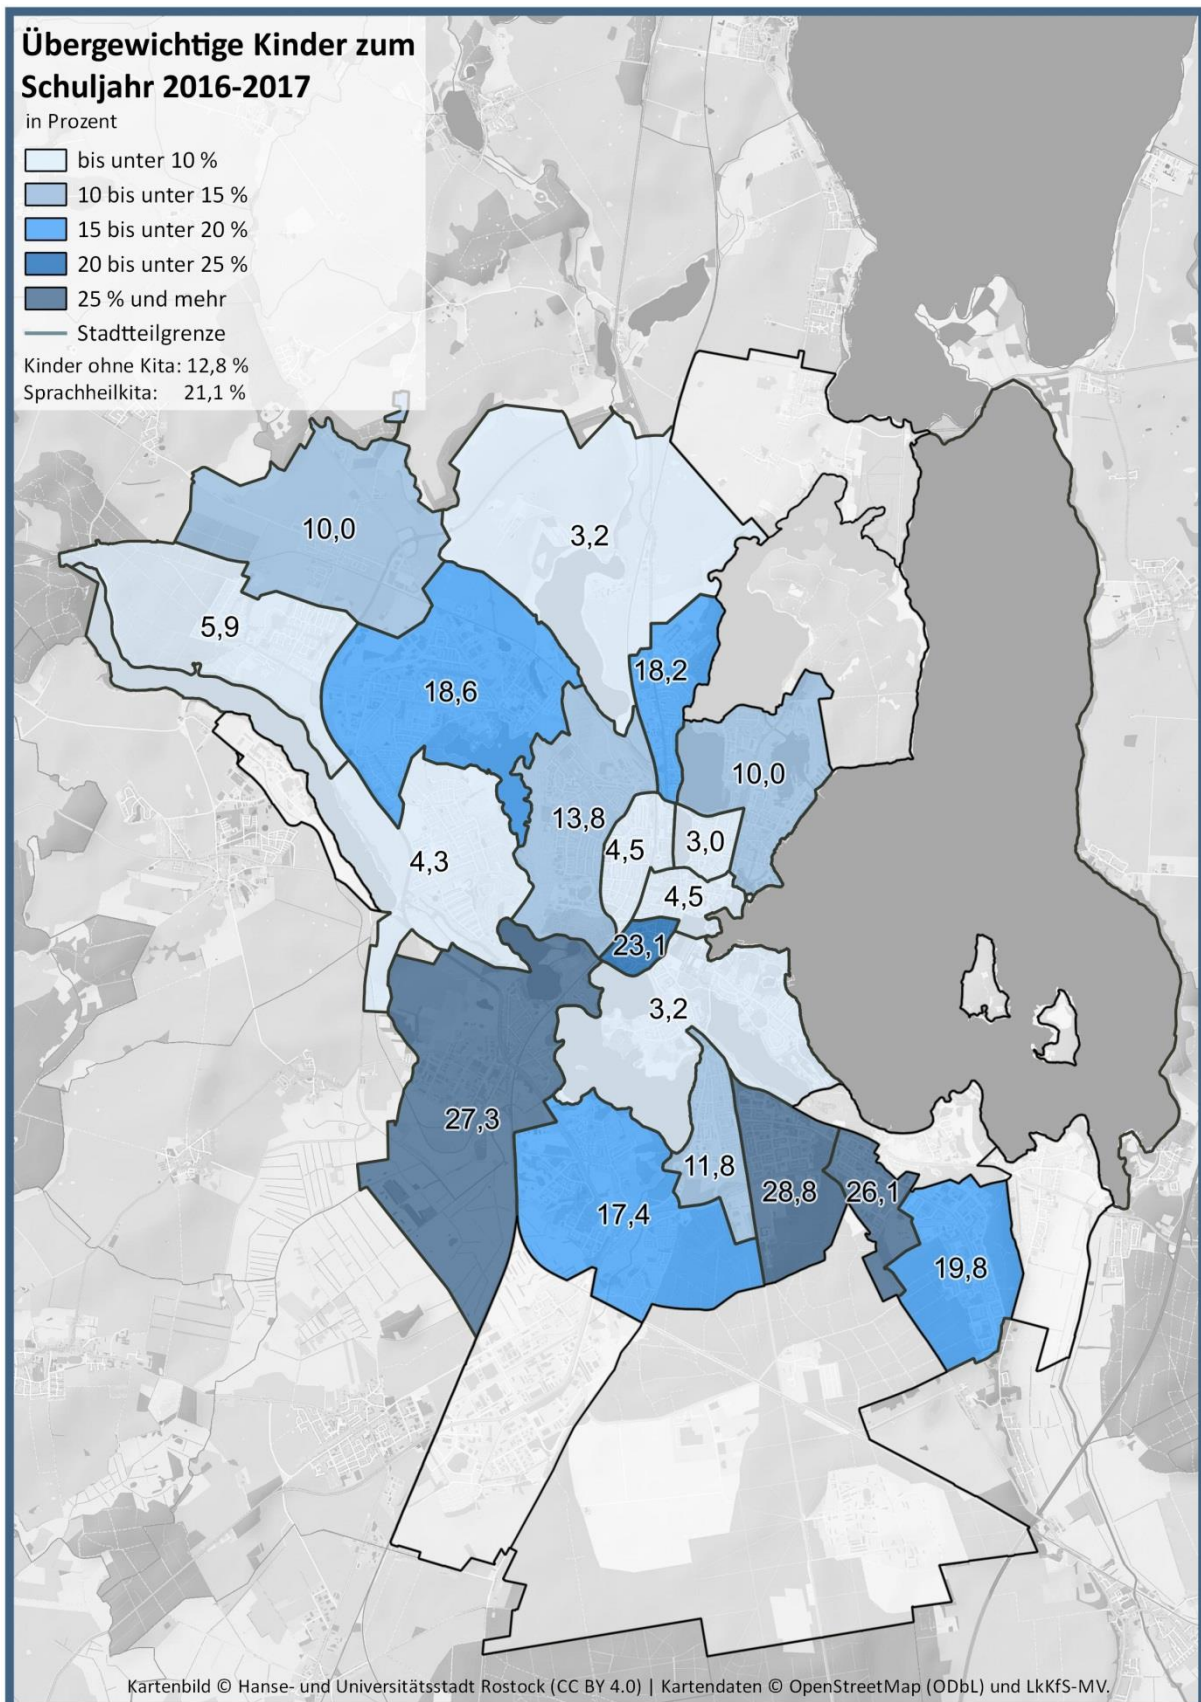 Übergewichtige Kinder zum
Schuljahr 2016-2017
in Prozent
bis unter 10 %
10 bis unter 15 %
15 bis unter 20 %
20 bis unter 25 %
25 % und mehr
Stadtteilgrenze
Kinder ohne Kita: 12,8 %
Sprachheilkita: 21,1 %
10,0
3,2
5,9
18,6
18,2
10,0
13,8
4,5
3,0
4,3
4,5
23,1
3,2
27,3
11,8
28,8
26,1
17,4
19,8
Kartenbild © Hanse- und Universitätsstadt Rostock (CC BY 4.0) | Kartendaten © OpenStreetMap (ODbL) und LkKfS-MV.